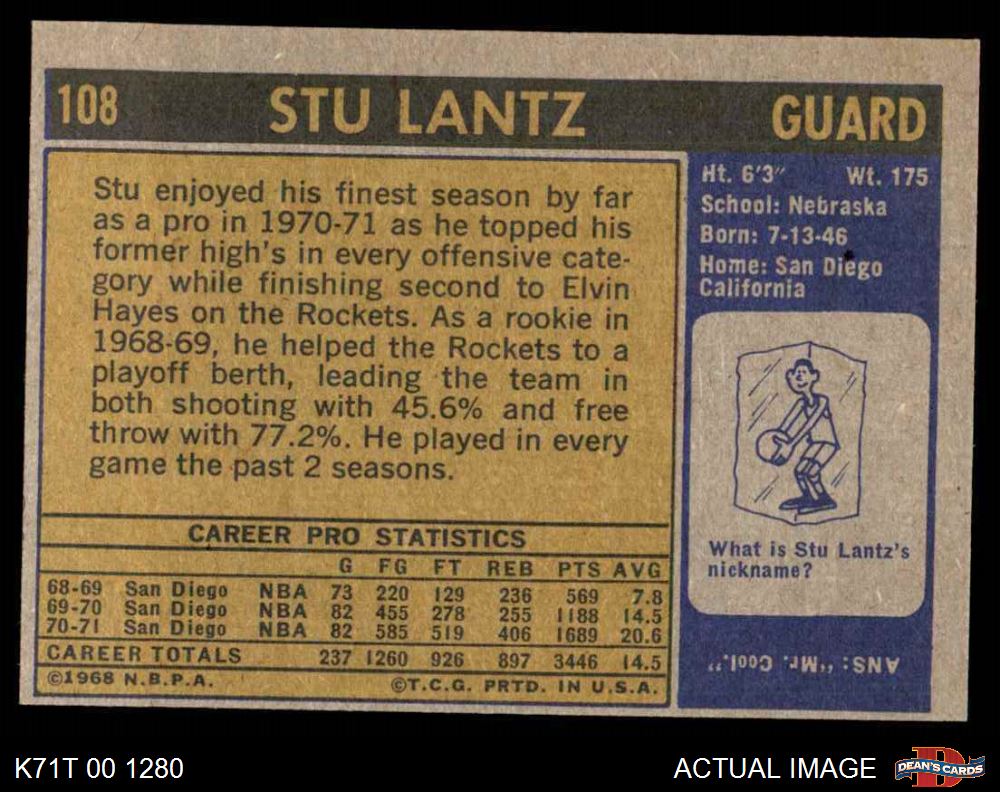 108 STU LANTZ GUARD
Stu enjoyed his finest season by far
as a pro in 1970-71 as he topped his
former high's in every offensive cate-
gory while finishing second to Elvin
Hayes on the Rockets. As a rookie in
1968-69, he helped the Rockets to a
playoff berth, leading the team in
both shooting with 45.6% and free
throw with 77.2%. He played in every
game the past 2 seasons.
CAREER PRO STATISTICS
G FG FT REB PTS AVG
68-69 San Diego NBA 73 220 129 236 569 7.8
69-70 San Diego NBA 82 455 278 255 1188 14.5
70-71 San Diego NBA 82 585 519 406 1689 20.6
CAREER TOTALS 237 1260 926 897 3446 14.5
©1968 N.B.P.A. ©T.C.G. PRTD. IN U.S.A.
Ht. 6'3" Wt. 175
School: Nebraska
Born: 7-13-46
Home: San Diego
California
What is Stu Lantz's
nickname?
ANS: "Mr. Cool."
K71T 00 1280 ACTUAL IMAGE DEAN'S CARDS